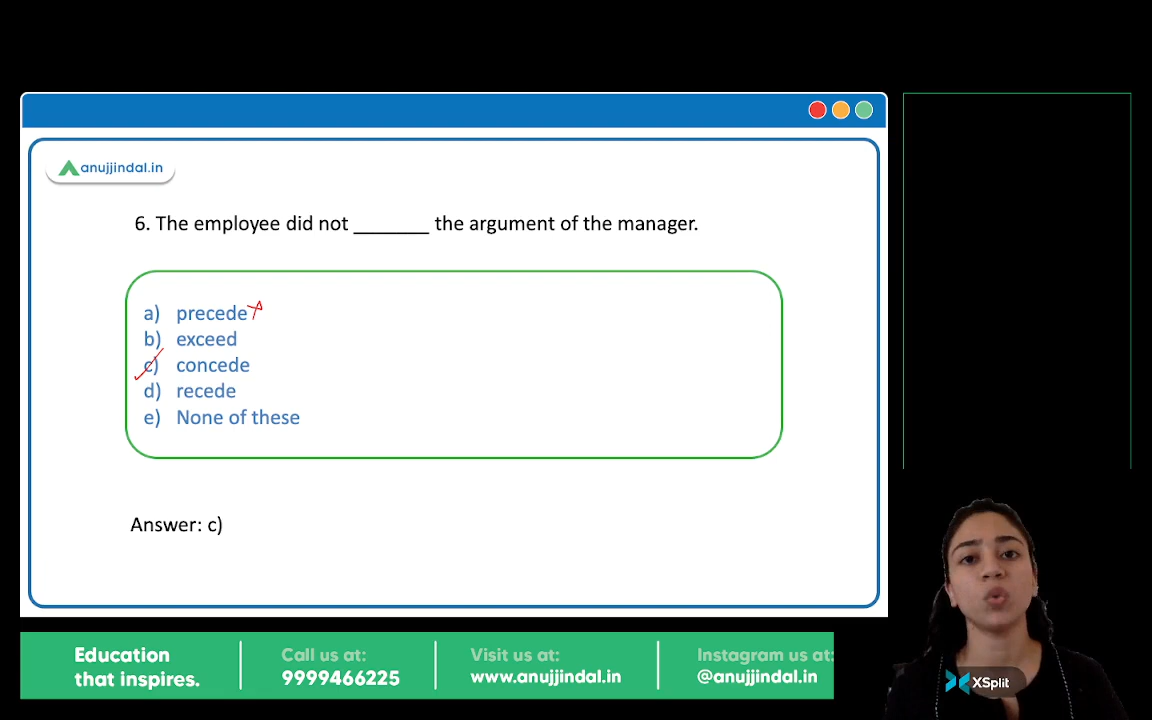 anujjindal.in
6. The employee did not _______ the argument of the manager.
a) precede
b) exceed
c) concede
d) recede
e) None of these
Answer: c)
Education
that inspires.
Call us at:
9999466225
Visit us at:
www.anujjindal.in
Instagram us at:
@anujjindal.in
XSplit